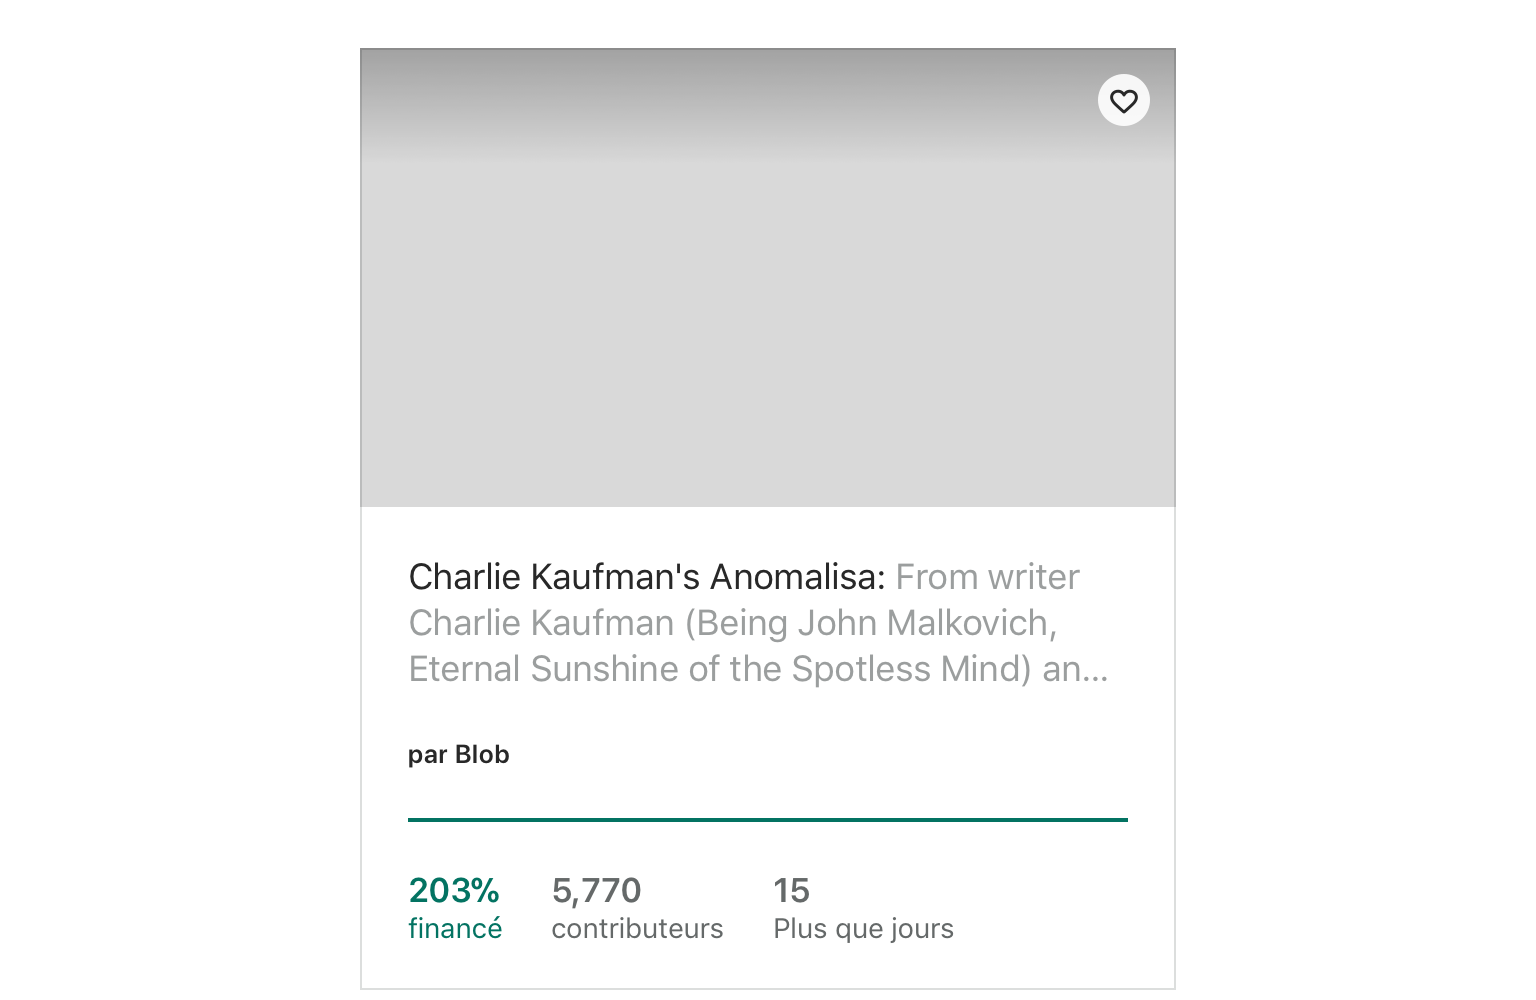 Charlie Kaufman's Anomalisa: From writer
Charlie Kaufman (Being John Malkovich,
Eternal Sunshine of the Spotless Mind) an...
par Blob
203% 5,770 15
financé contributeurs Plus que jours